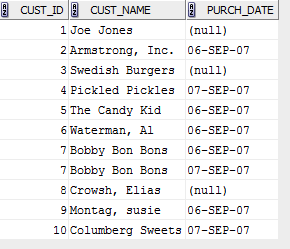 CUST_ID CUST_NAME PURCH_DATE
1 Joe Jones (null)
2 Armstrong, Inc. 06-SEP-07
3 Swedish Burgers (null)
4 Pickled Pickles 07-SEP-07
5 The Candy Kid 06-SEP-07
6 Waterman, Al 06-SEP-07
7 Bobby Bon Bons 06-SEP-07
7 Bobby Bon Bons 07-SEP-07
8 Crowsh, Elias (null)
9 Montag, susie 06-SEP-07
10 Columberg Sweets 07-SEP-07